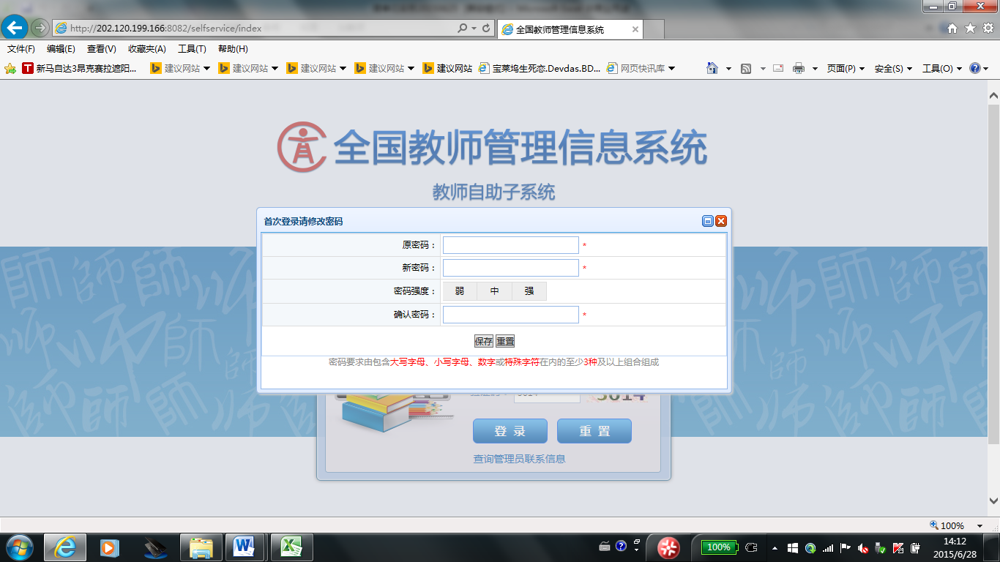 http://202.120.199.166:8082/selfservice/index
全国教师管理信息系统
文件(F) 编辑(E) 查看(V) 收藏夹(A) 工具(T) 帮助(H)
新马自达3昂克赛拉遮阳... 建议网站 建议网站 建议网站 建议网站 建议网站 宝莱坞生死恋.Devdas.BD... 网页快讯库 页面(P) 安全(S) 工具(O)
全国教师管理信息系统
教师自助子系统
首次登录请修改密码
原密码： *
新密码： *
密码强度： 弱 中 强
确认密码： *
保存 重置
密码要求由包含大写字母、小写字母、数字或特殊字符在内的至少3种及以上组合组成
登 录 重 置
查询管理员联系信息
100%
100%
14:12
2015/6/28